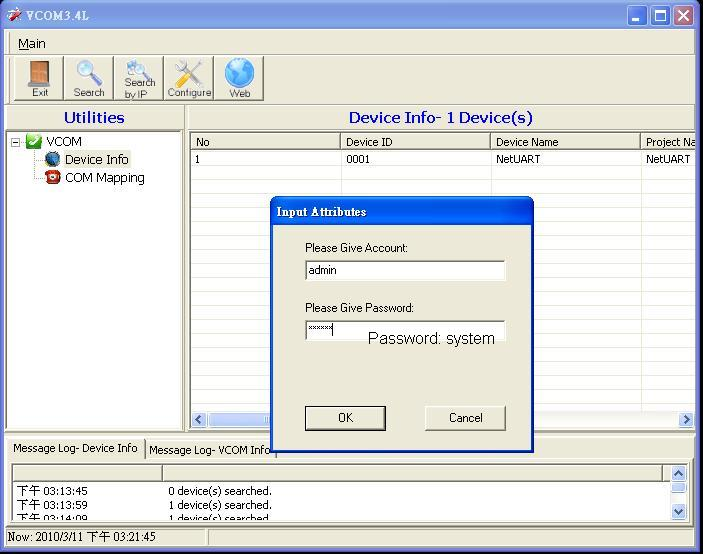 VCOM3.4L
Main
Exit
Search
Search by IP
Configure
Web
Utilities
Device Info- 1 Device(s)
VCOM
Device Info
COM Mapping
No Device ID Device Name Project Na
1 0001 NetUART NetUART
Input Attributes
Please Give Account:
admin
Please Give Password:
xxxxxx
Password: system
OK Cancel
Message Log- Device Info Message Log- VCOM Info
下午 03:13:45 0 device(s) searched.
下午 03:13:59 1 device(s) searched.
下午 03:14:09 1 device(s) searched.
Now: 2010/3/11 下午 03:21:45